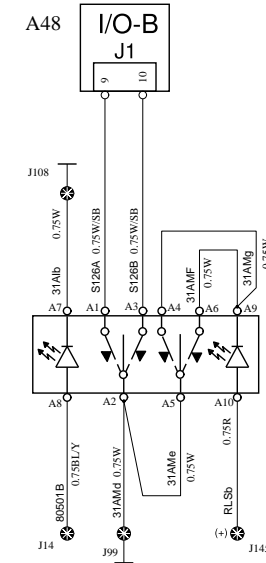 A48
I/O-B
J1
9
10
J108
0.75W
31Alb
0.75W/SB
S126A
0.75W/SB
S126B
31AMF
0.75W
31AMg
0.75W
A7
A1
A3
A4
A6
A9
A8
A2
A5
A10
0.75BL/Y
80501B
0.75W
31AMd
31AMe
0.75W
0.75R
RLSb
J14
J99
(+)